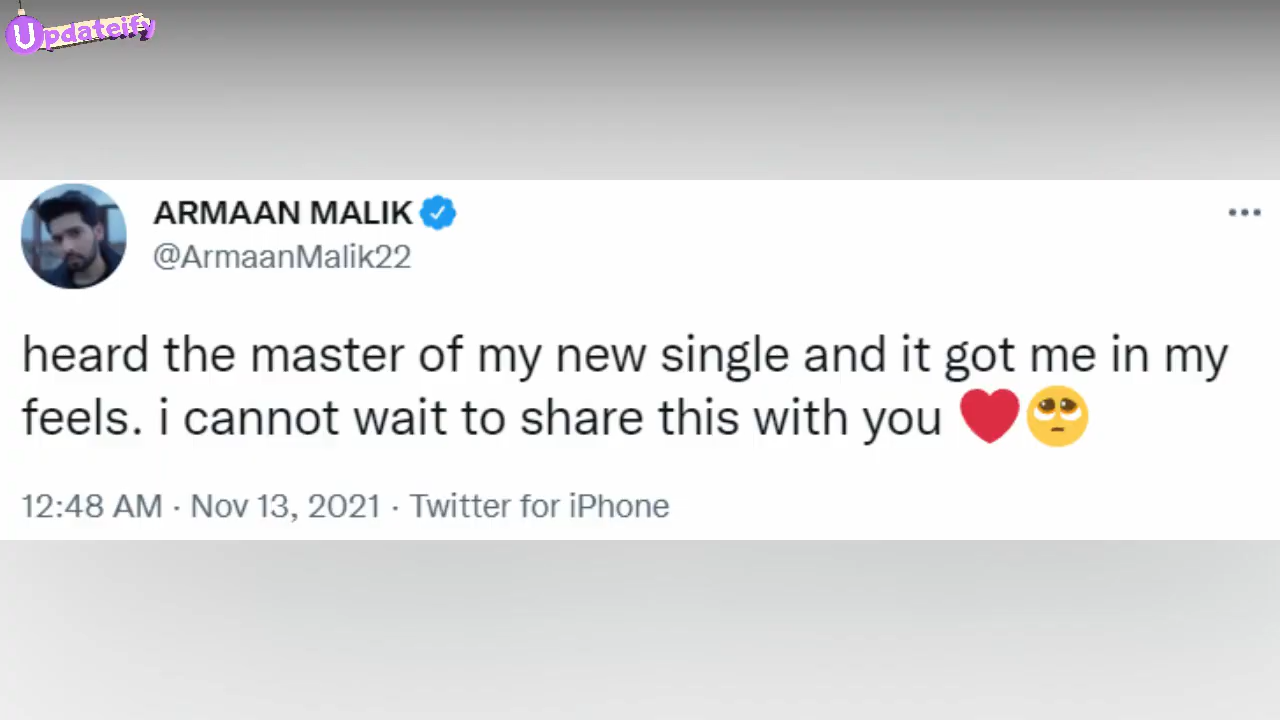 Updateify
ARMAAN MALIK
@ArmaanMalik22
heard the master of my new single and it got me in my
feels. i cannot wait to share this with you ❤️🥺
12:48 AM · Nov 13, 2021 · Twitter for iPhone